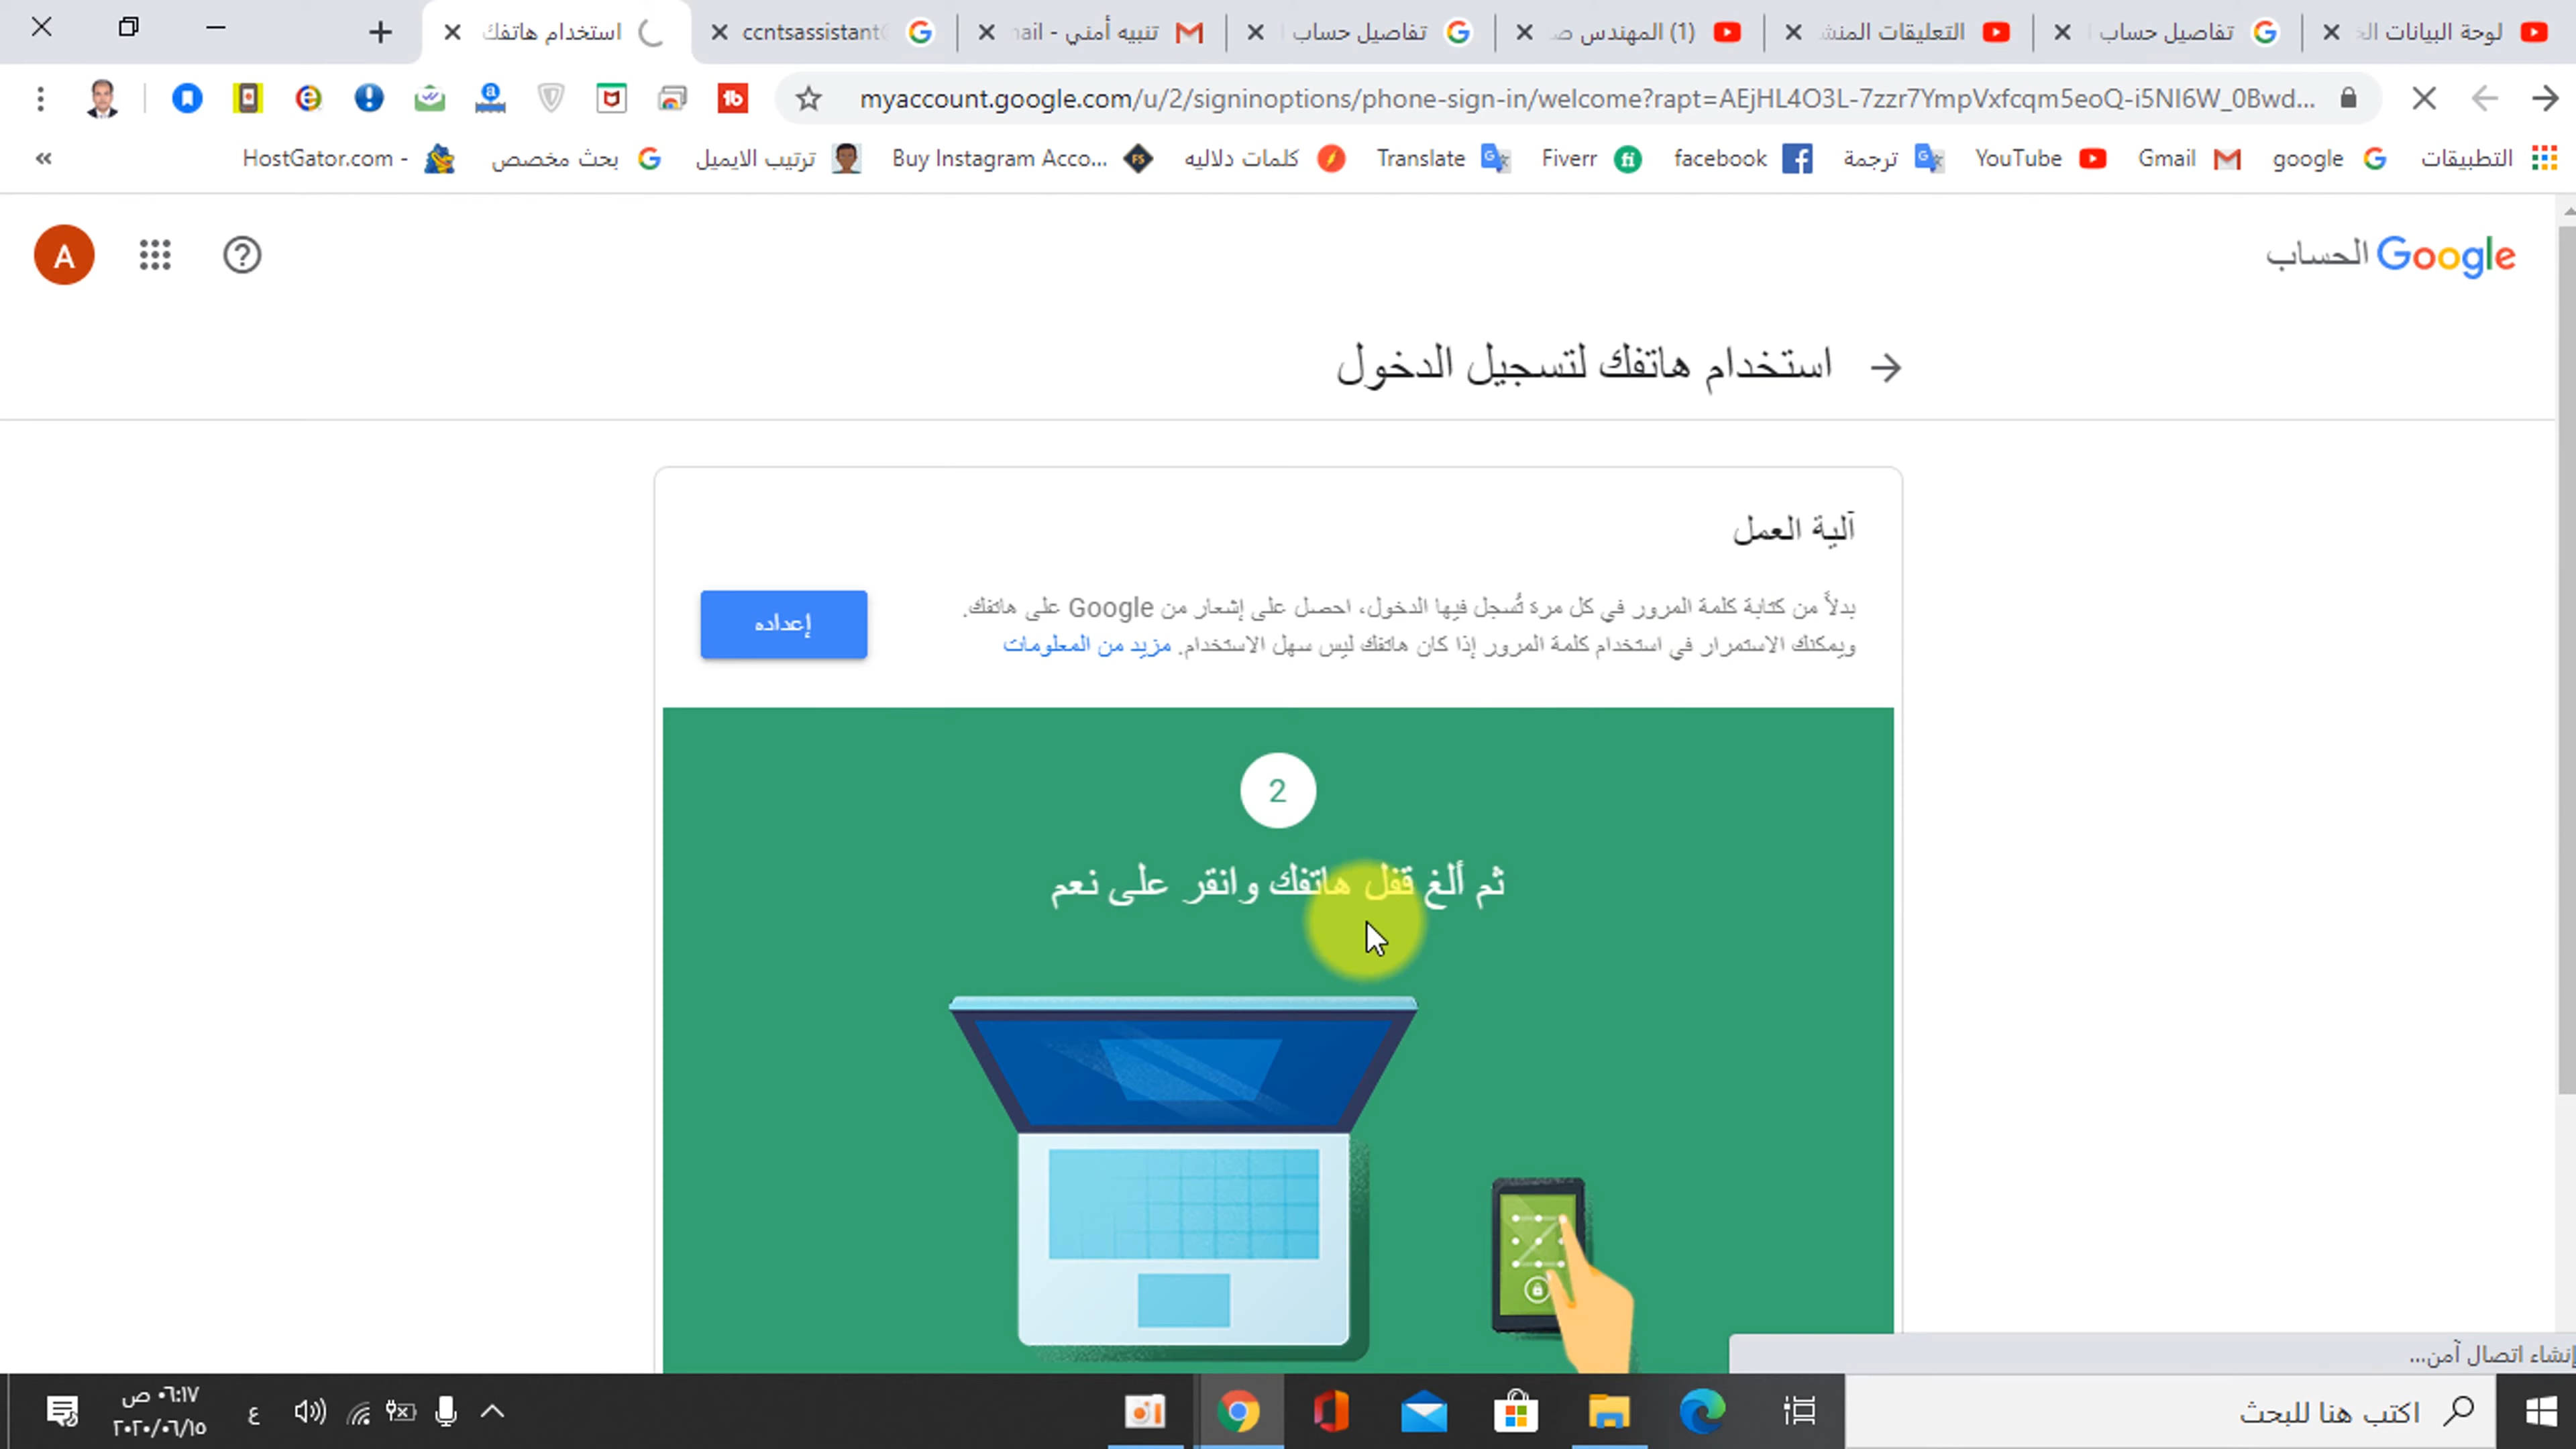 لوحة البيانات الـ
تفاصيل حساب
التعليقات المنشـ
(1) المهندس صـ
تفاصيل حساب
تنبيه أمني - mail
ccntsassistant
استخدام هاتفك
myaccount.google.com/u/2/signinoptions/phone-sign-in/welcome?rapt=AEjHL4O3L-7zzr7YmpVxfcqm5eoQ-i5NI6W_0Bwd...
التطبيقات google Gmail YouTube ترجمة facebook Fiverr Translate كلمات دلاليه Buy Instagram Acco... ترتيب الايميل بحث مخصص HostGator.com - »
Google الحساب
A
استخدام هاتفك لتسجيل الدخول
آلية العمل
بدلاً من كتابة كلمة المرور في كل مرة تُسجل فيها الدخول، احصل على إشعار من Google على هاتفك.
ويمكنك الاستمرار في استخدام كلمة المرور إذا كان هاتفك ليس سهل الاستخدام. مزيد من المعلومات
إعداده
2
ثم ألغ قفل هاتفك وانقر على نعم
إنشاء اتصال آمن...
اكتب هنا للبحث
ع
٠٦:١٧ ص
٢٠٢٠/٠٦/١٥